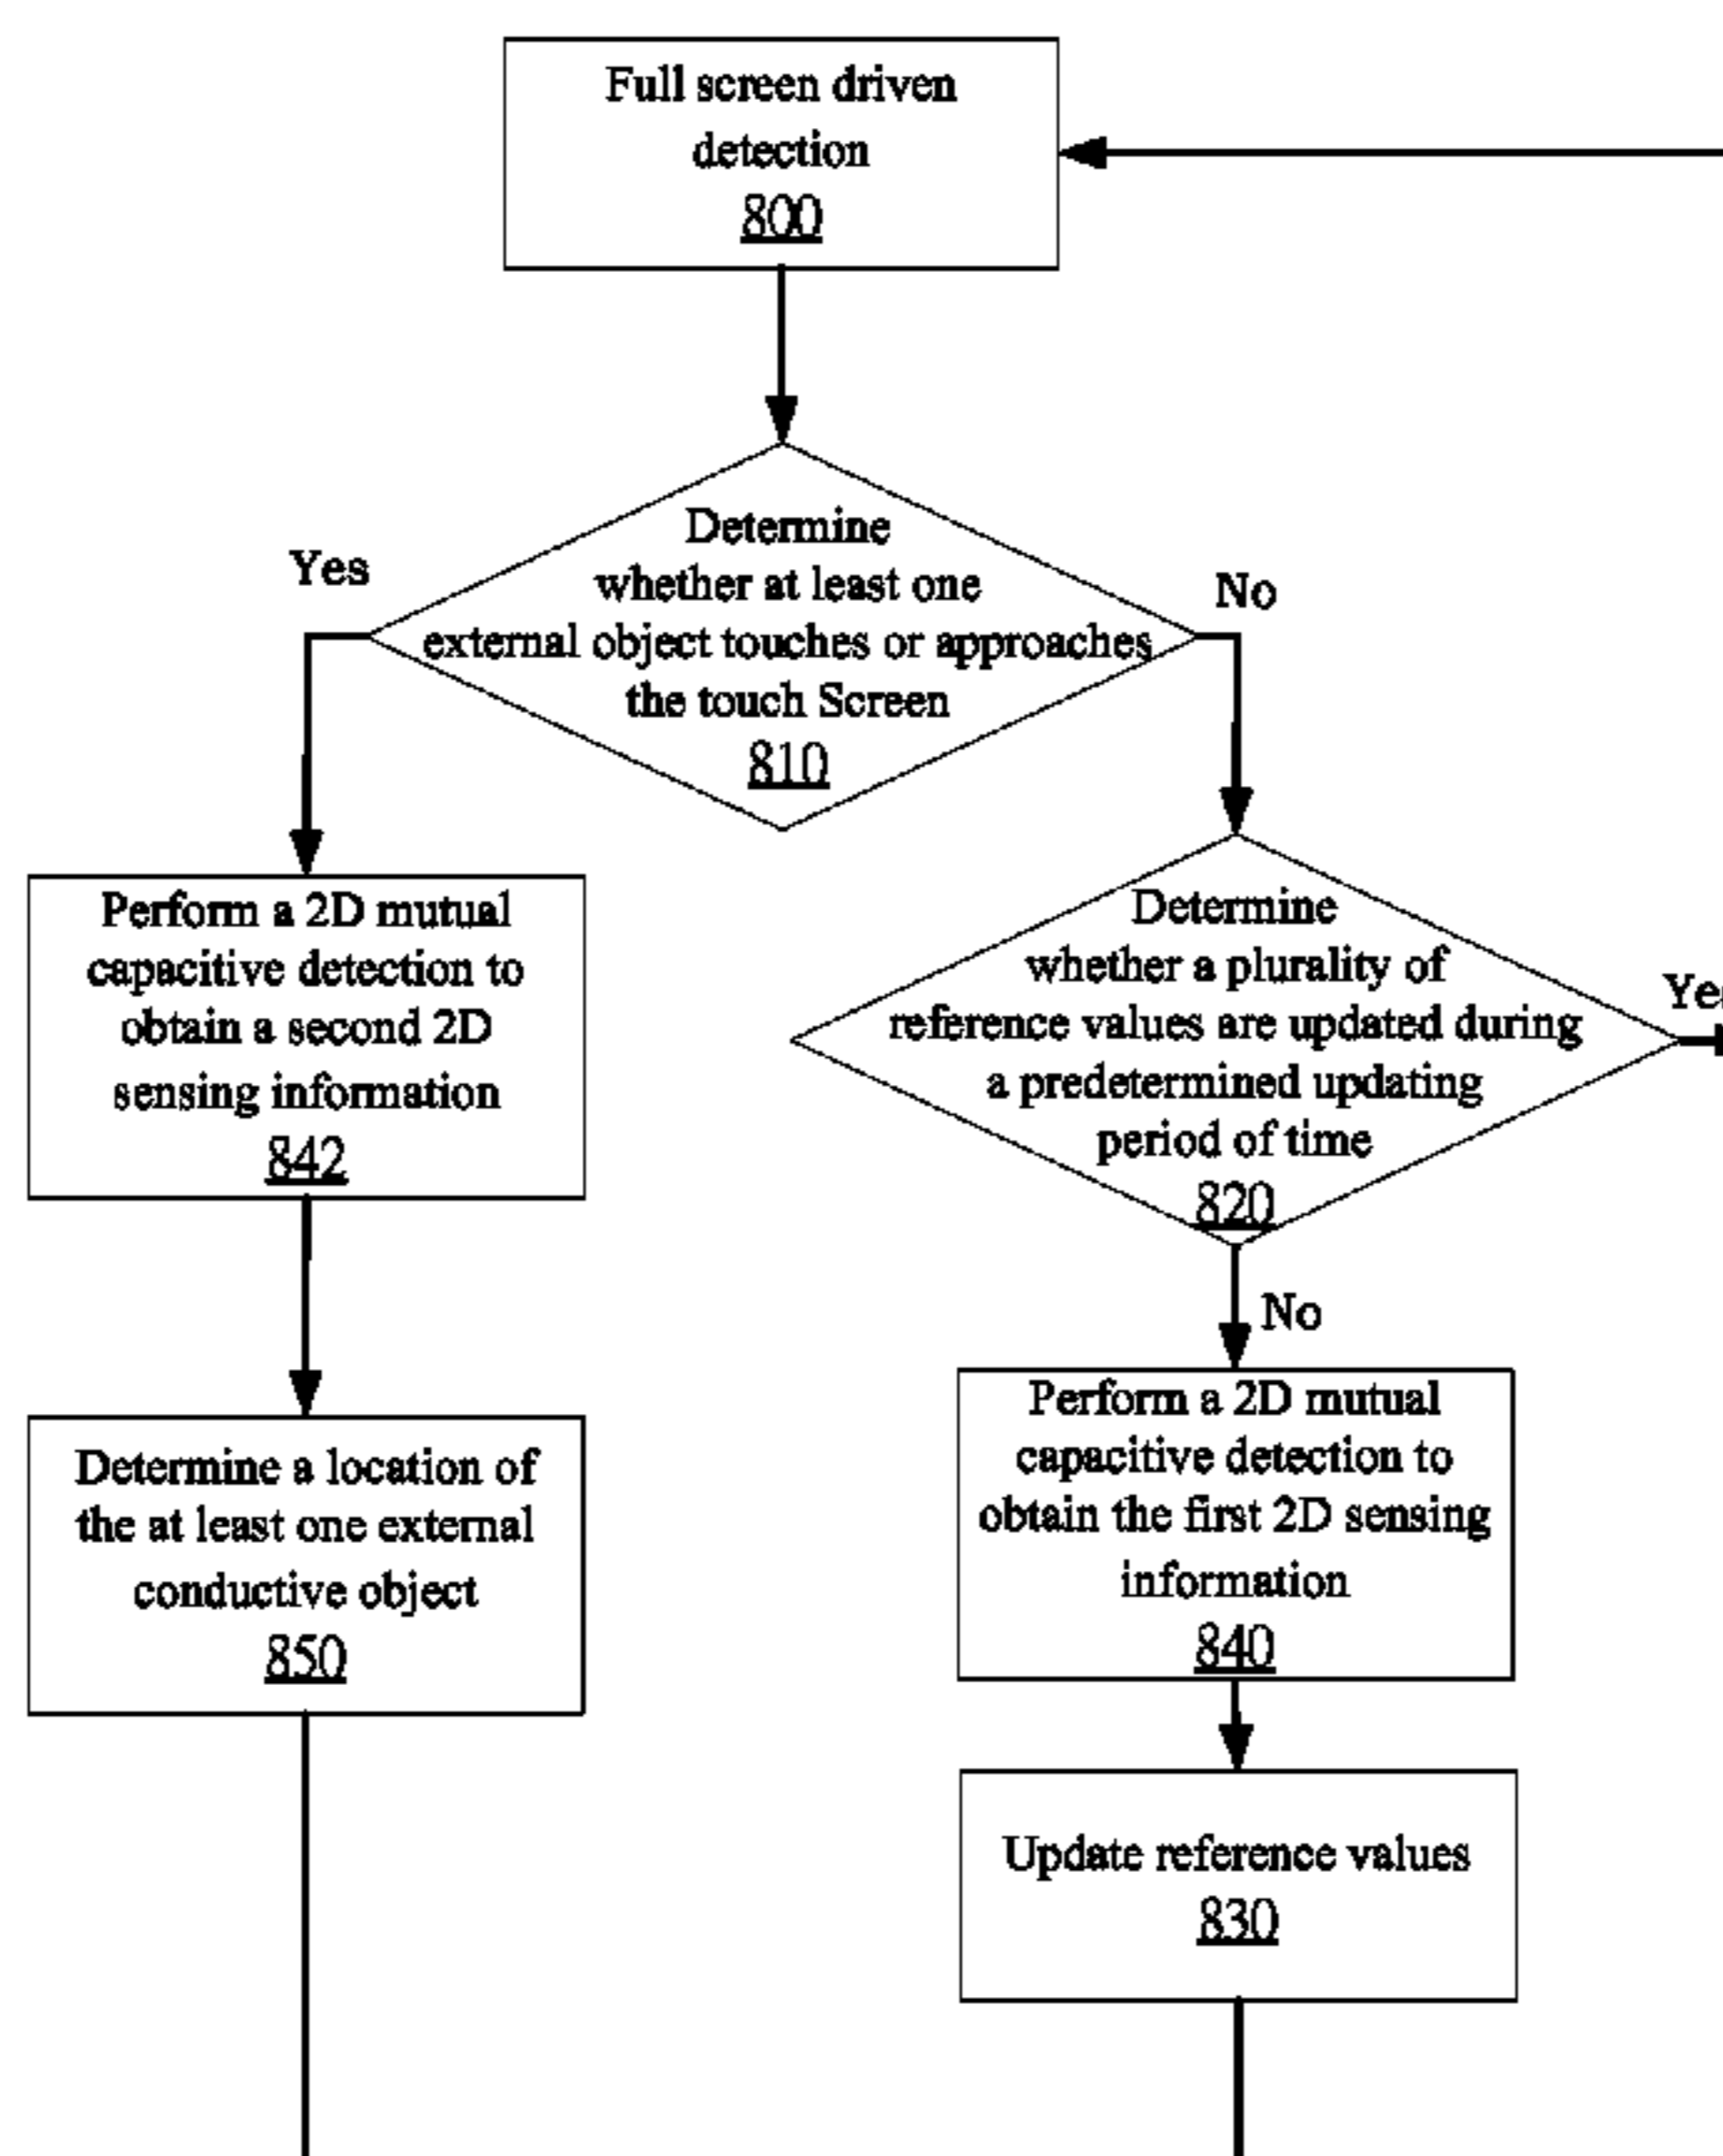 Full screen driven
detection
800
Determine
whether at least one
external object touches or approaches
the touch Screen
810
Yes
No
Perform a 2D mutual
capacitive detection to
obtain a second 2D
sensing information
842
Determine
whether a plurality of
reference values are updated during
a predetermined updating
period of time
820
Yes
No
Determine a location of
the at least one external
conductive object
850
Perform a 2D mutual
capacitive detection to
obtain the first 2D sensing
information
840
Update reference values
830